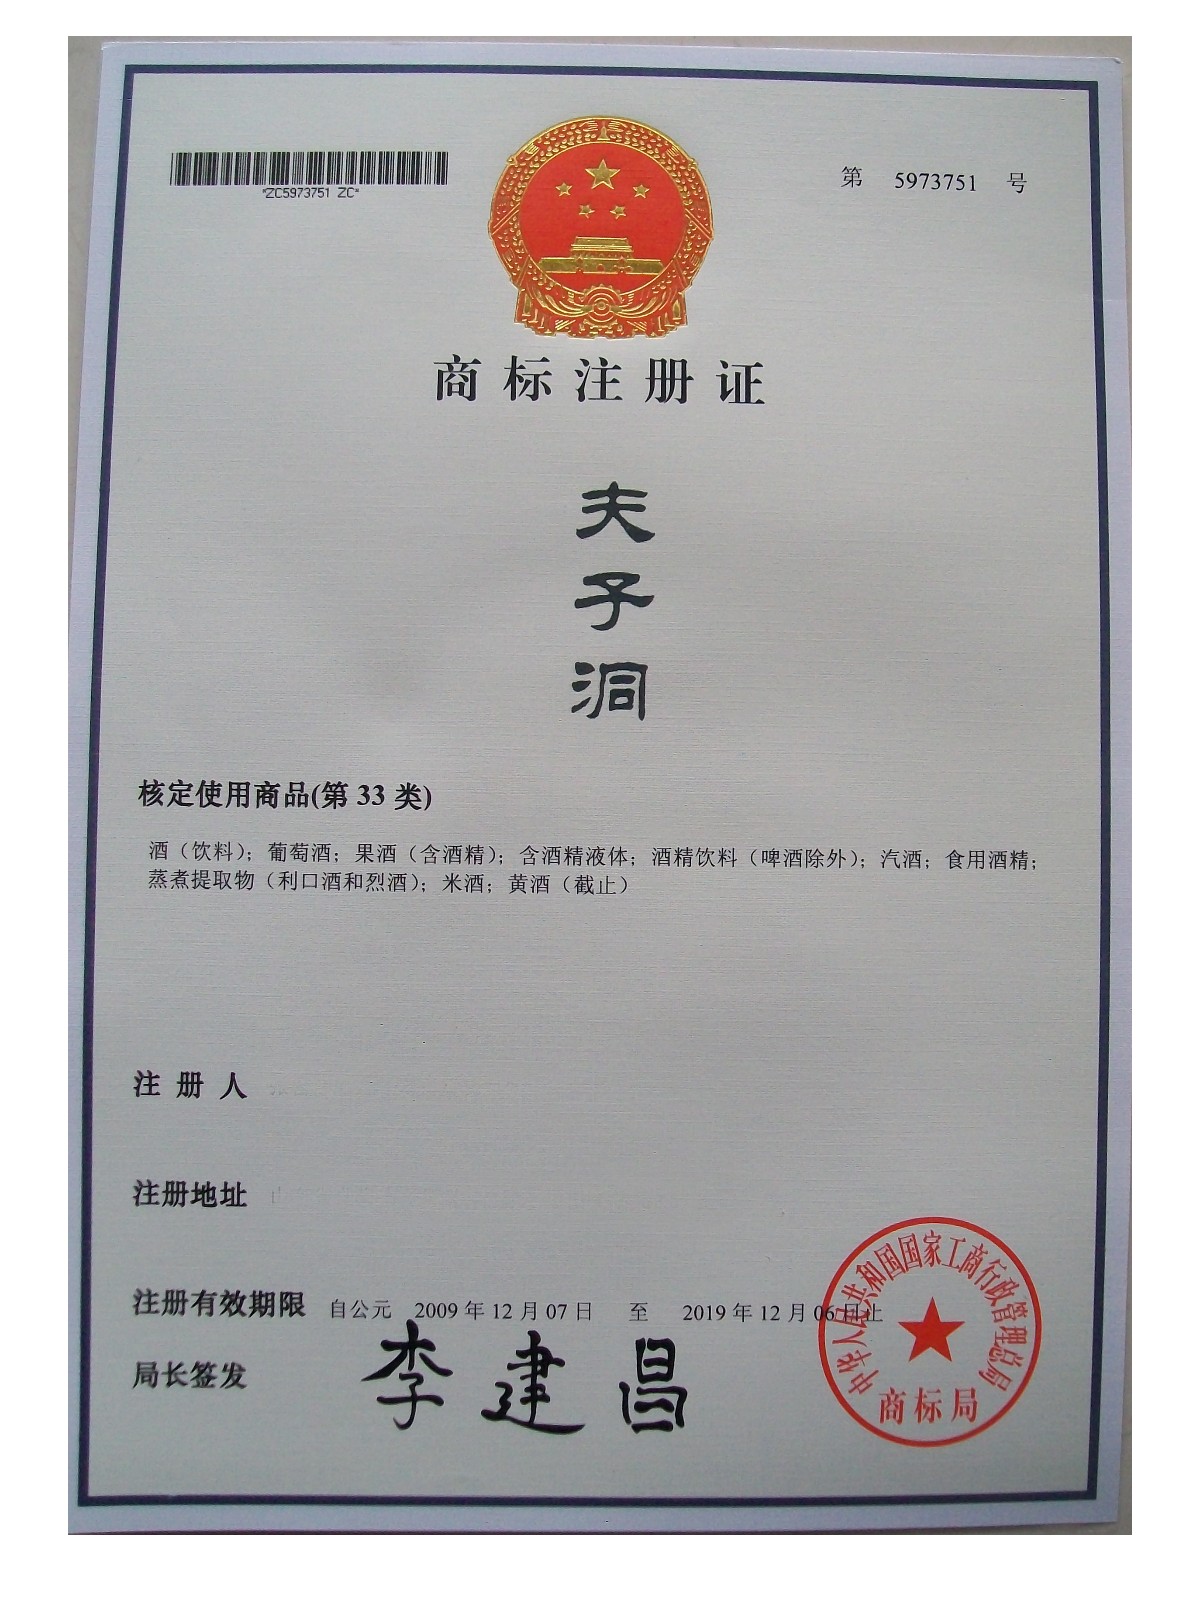 *ZC5973751 ZC*
第 5973751 号
商标注册证
夫
子
洞
核定使用商品(第 33 类)
酒（饮料）；葡萄酒；果酒（含酒精）；含酒精液体；酒精饮料（啤酒除外）；汽酒；食用酒精；
蒸煮提取物（利口酒和烈酒）；米酒；黄酒（截止）
注 册 人
注册地址
注册有效期限 自公元 2009 年 12 月 07 日 至 2019 年 12 月 06 日止
局长签发 李建昌
中华人民共和国国家工商行政管理总局
商标局